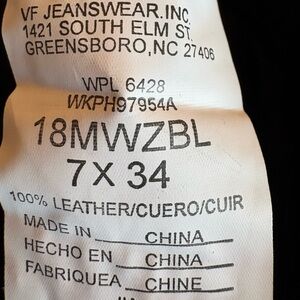 VF JEANSWEAR.INC
1421 SOUTH ELM ST.
GREENSBORO,NC 27406
WPL 6428
WKPH97954A
18MWZBL
7 X 34
100% LEATHER/CUERO/CUIR
MADE IN CHINA
HECHO EN CHINA
FABRIQUEA CHINE